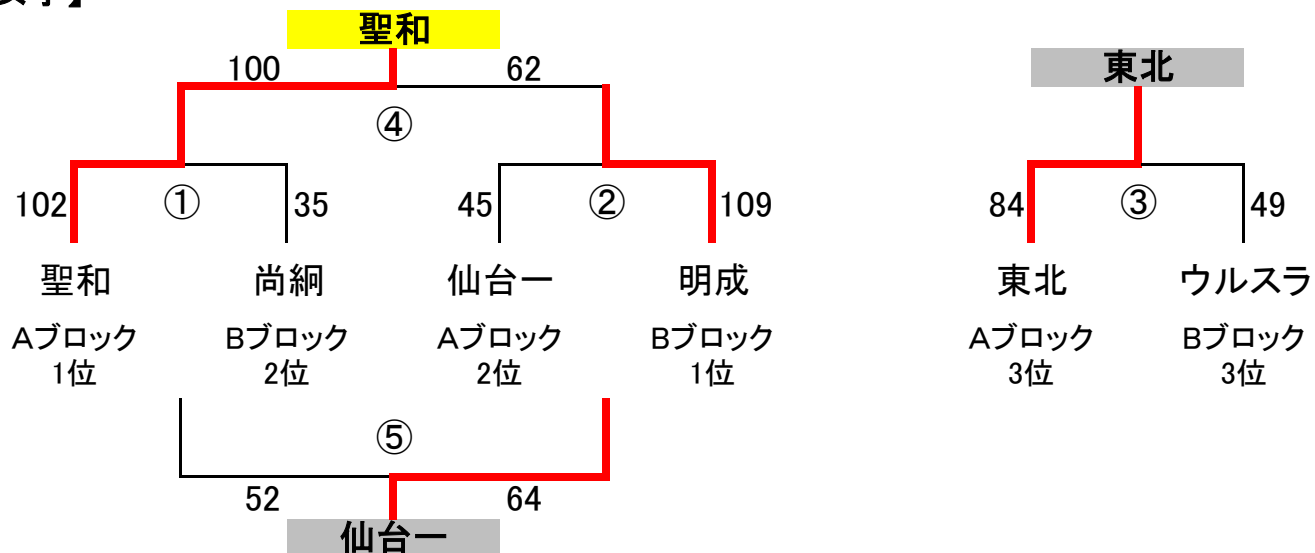 】
聖和
東北
100 62
④
102 ① 35 45 ② 109 84 ③ 49
聖和 尚絅 仙台一 明成 東北 ウルスラ
Aブロック Bブロック Aブロック Bブロック Aブロック Bブロック
1位 2位 2位 1位 3位 3位
⑤
52 64
仙台一